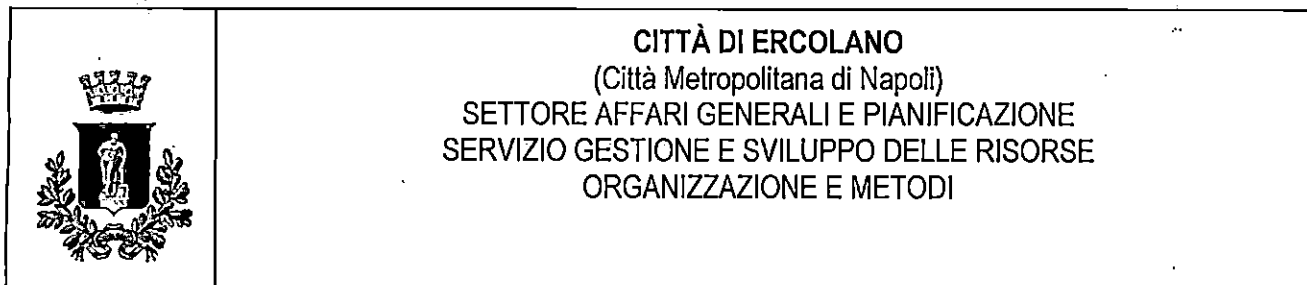 CITTÀ DI ERCOLANO
(Città Metropolitana di Napoli)
SETTORE AFFARI GENERALI E PIANIFICAZIONE
SERVIZIO GESTIONE E SVILUPPO DELLE RISORSE
ORGANIZZAZIONE E METODI